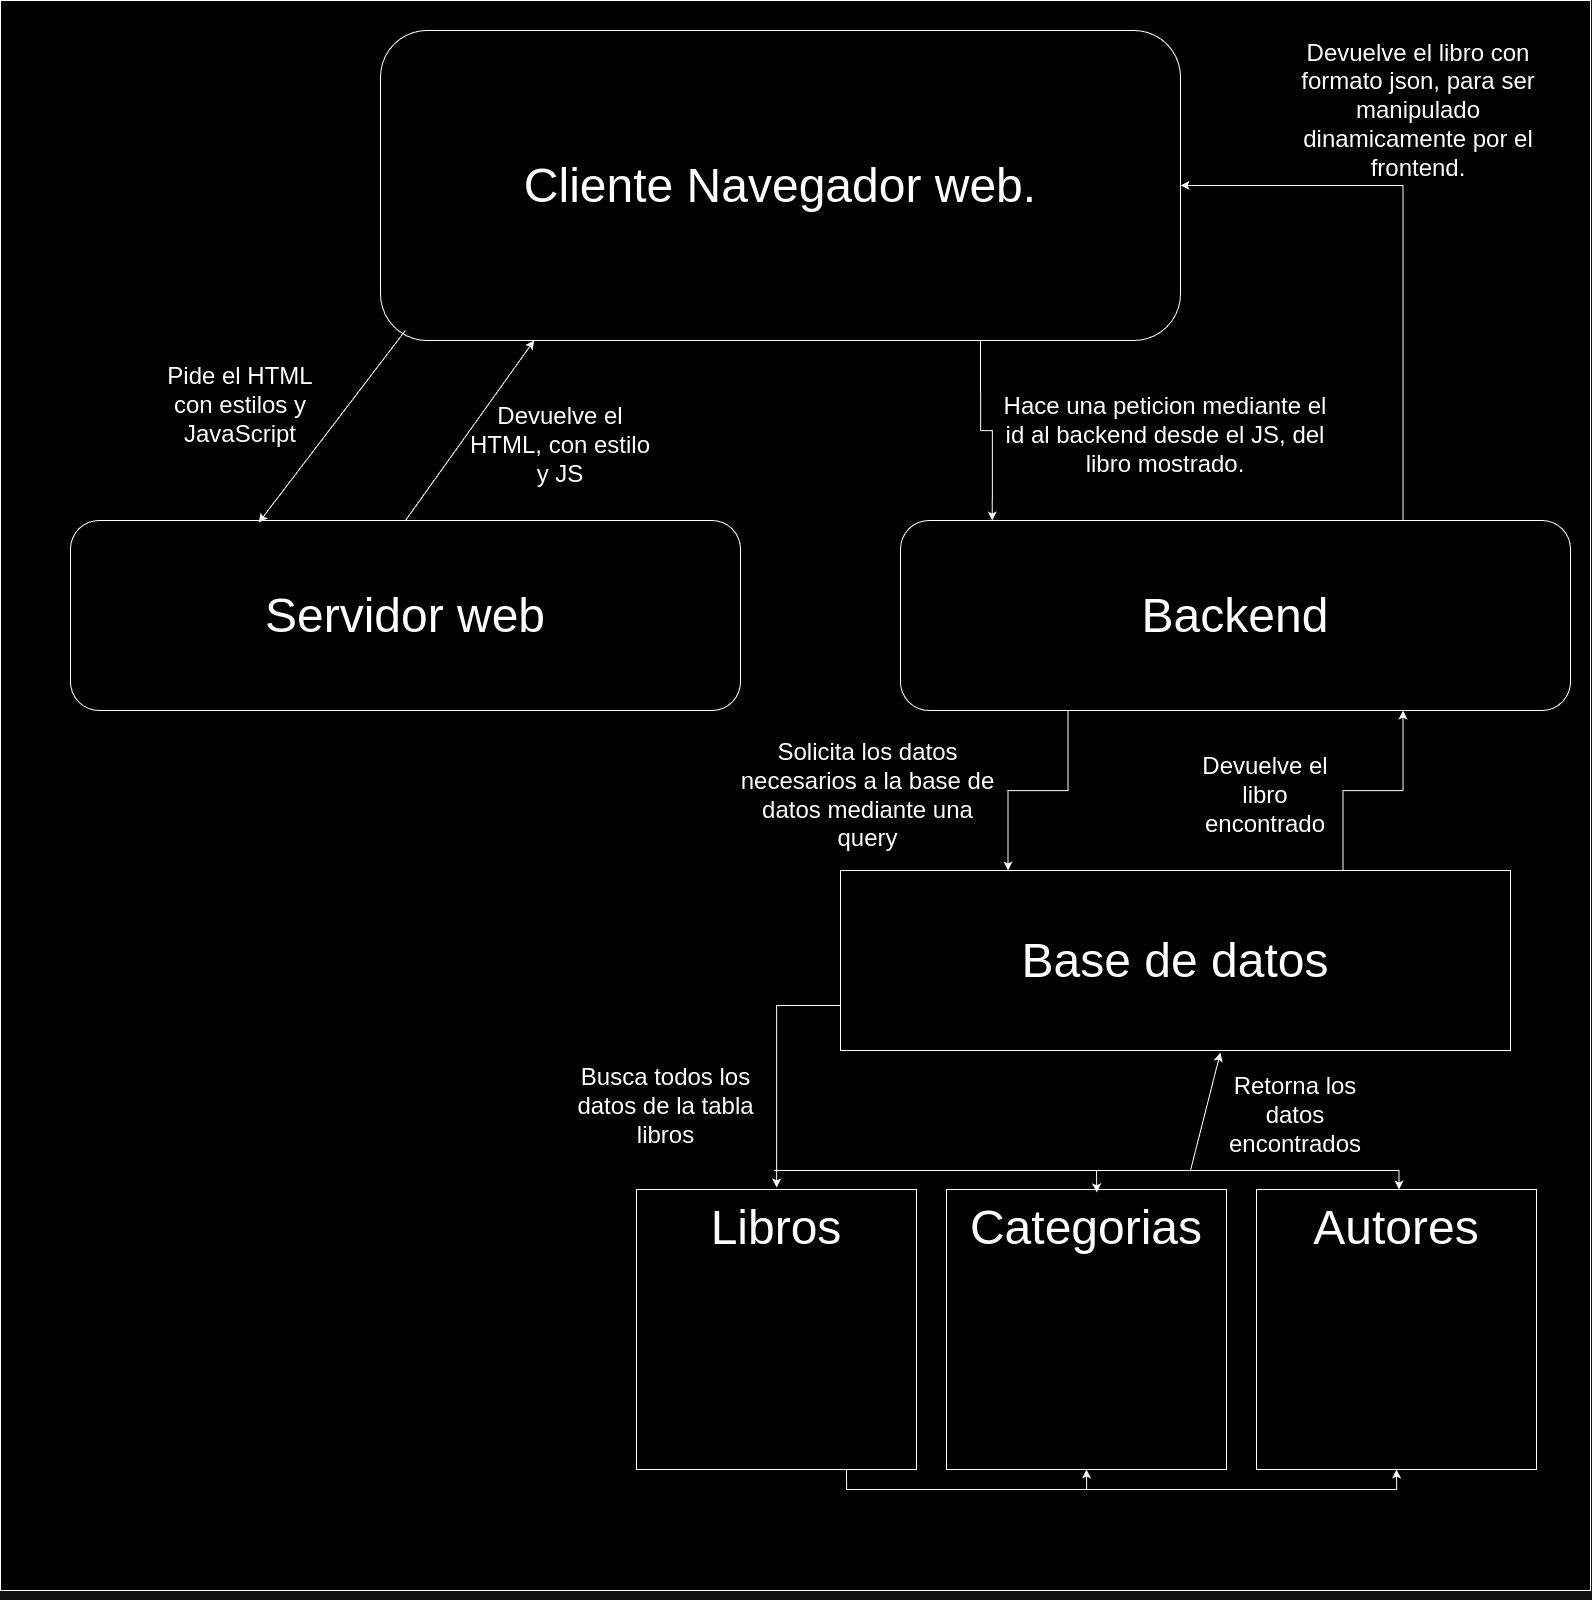 Cliente Navegador web.
Devuelve el libro con
formato json, para ser
manipulado
dinamicamente por el
frontend.
Pide el HTML
con estilos y
JavaScript
Devuelve el
HTML, con estilo
y JS
Hace una peticion mediante el
id al backend desde el JS, del
libro mostrado.
Servidor web
Backend
Solicita los datos
necesarios a la base de
datos mediante una
query
Devuelve el
libro
encontrado
Base de datos
Busca todos los
datos de la tabla
libros
Retorna los
datos
encontrados
Libros
Categorias
Autores